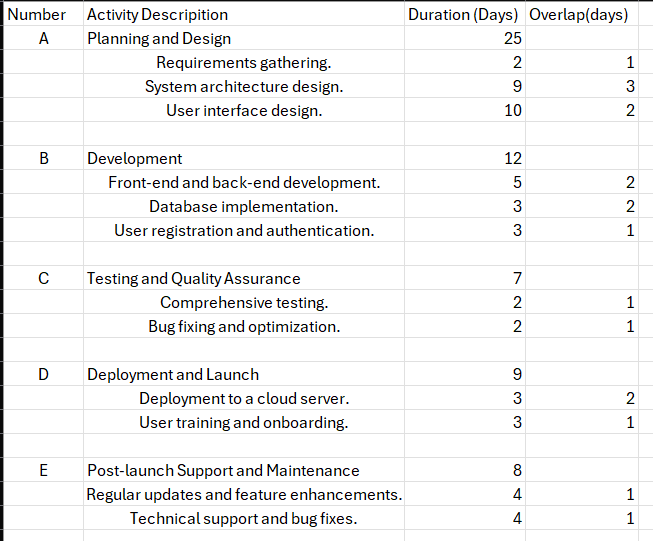 Number Activity Descripition Duration (Days) Overlap(days)
A Planning and Design 25
Requirements gathering. 2 1
System architecture design. 9 3
User interface design. 10 2
B Development 12
Front-end and back-end development. 5 2
Database implementation. 3 2
User registration and authentication. 3 1
C Testing and Quality Assurance 7
Comprehensive testing. 2 1
Bug fixing and optimization. 2 1
D Deployment and Launch 9
Deployment to a cloud server. 3 2
User training and onboarding. 3 1
E Post-launch Support and Maintenance 8
Regular updates and feature enhancements. 4 1
Technical support and bug fixes. 4 1